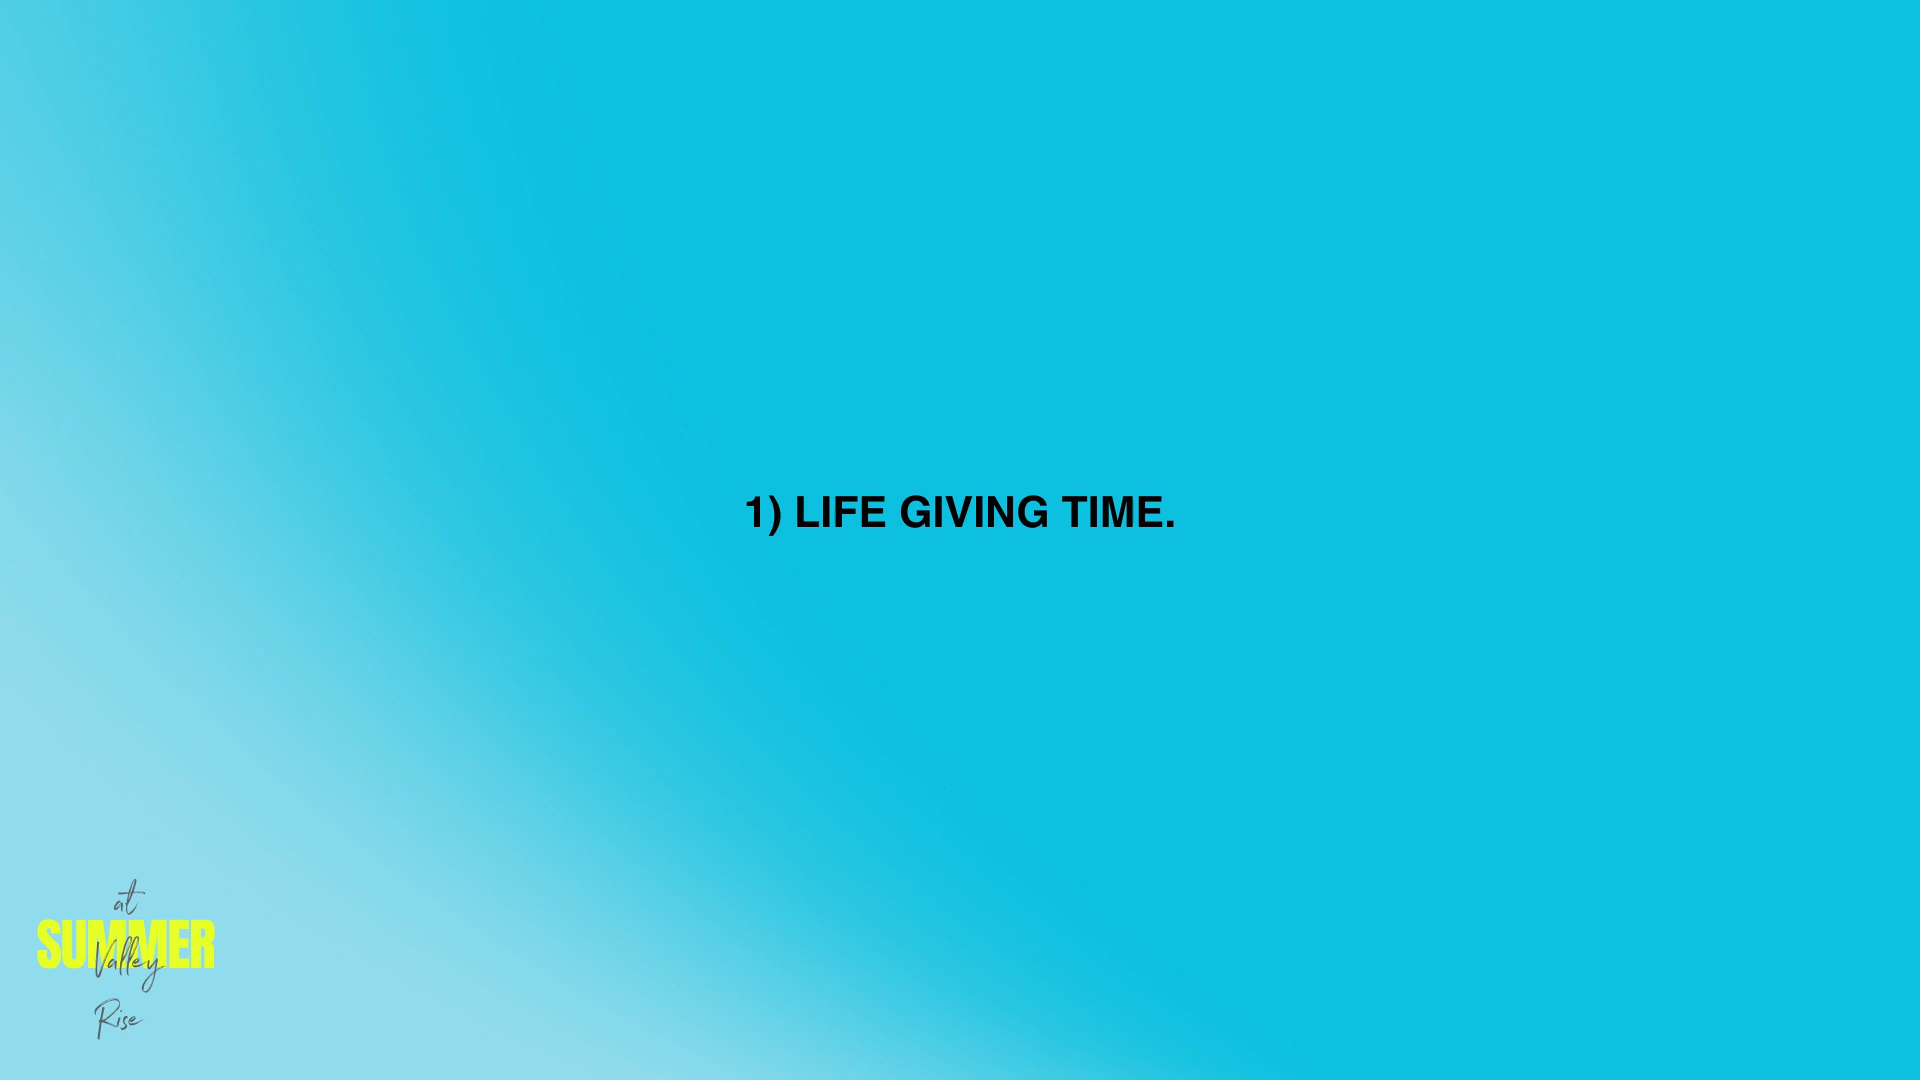 1) LIFE GIVING TIME.
at
SUMMER
Valley
Rise